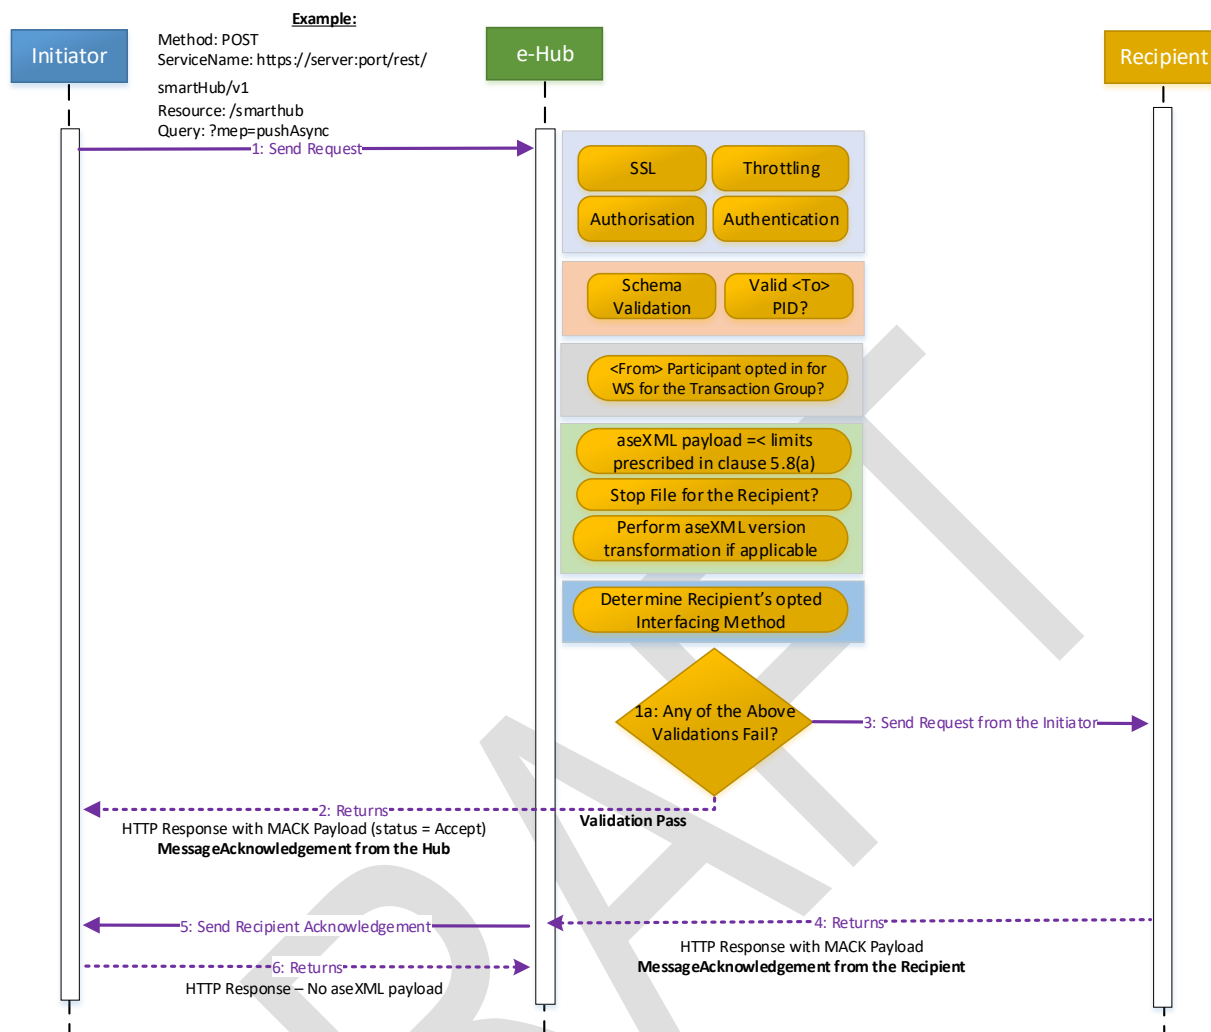 Example:
Method: POST
ServiceName: https://server:port/rest/
smartHub/v1
Resource: /smarthub
Query: ?mep=pushAsync
Initiator
e-Hub
Recipient
1: Send Request
SSL
Throttling
Authorisation
Authentication
Schema
Validation
Valid <To>
PID?
<From> Participant opted in for
WS for the Transaction Group?
aseXML payload =< limits
prescribed in clause 5.8(a)
Stop File for the Recipient?
Perform aseXML version
transformation if applicable
Determine Recipient's opted
Interfacing Method
1a: Any of the Above
Validations Fail?
3: Send Request from the Initiator
2: Returns
HTTP Response with MACK Payload (status = Accept)
MessageAcknowledgement from the Hub
Validation Pass
5: Send Recipient Acknowledgement
4: Returns
HTTP Response with MACK Payload
MessageAcknowledgement from the Recipient
6: Returns
HTTP Response – No aseXML payload
DRAFT